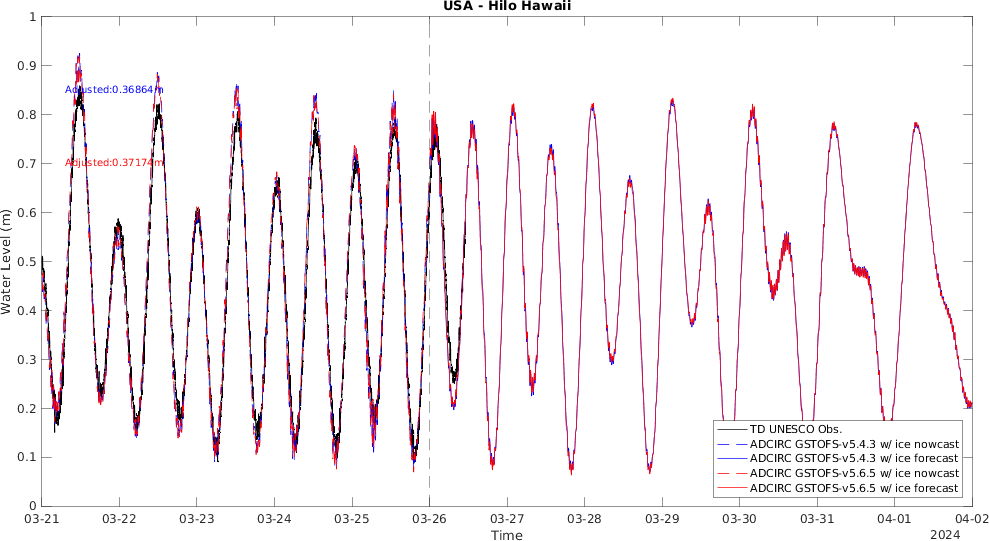 USA - Hilo Hawaii
1
0.9
0.8
0.7
0.6
0.5
0.4
0.3
0.2
0.1
0
Water Level (m)
Adjusted:0.36864m
Adjusted:0.37174m
TD UNESCO Obs.
ADCIRC GSTOFS-v5.4.3 w/ ice nowcast
ADCIRC GSTOFS-v5.4.3 w/ ice forecast
ADCIRC GSTOFS-v5.6.5 w/ ice nowcast
ADCIRC GSTOFS-v5.6.5 w/ ice forecast
03-21 03-22 03-23 03-24 03-25 03-26 03-27 03-28 03-29 03-30 03-31 04-01 04-02
Time
2024